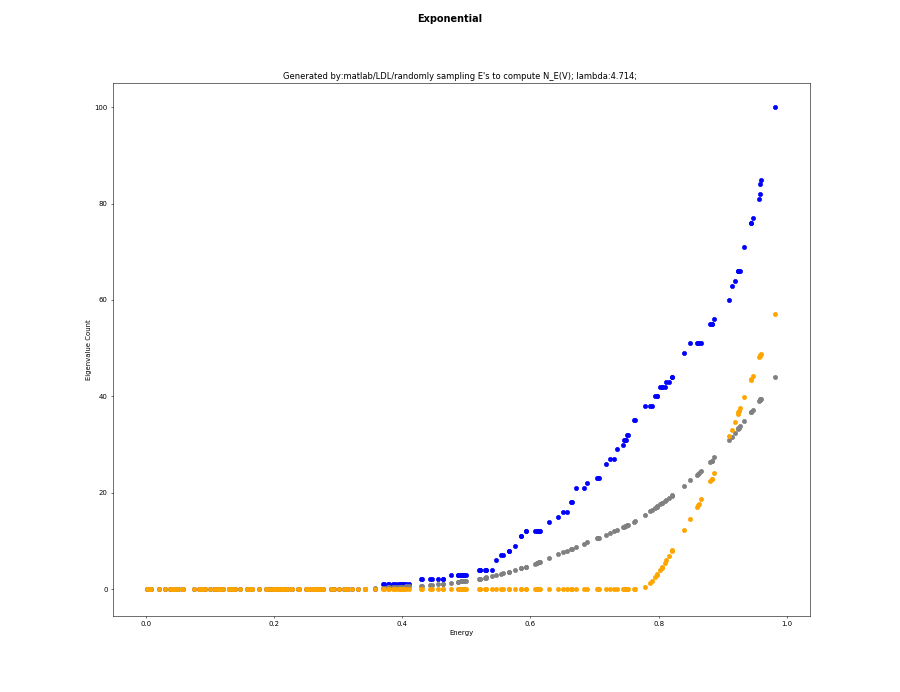 Exponential
Generated by:matlab/LDL/randomly sampling E's to compute N_E(V); lambda:4.714;
100
80
60
40
20
0
Eigenvalue Count
0.0 0.2 0.4 0.6 0.8 1.0
Energy